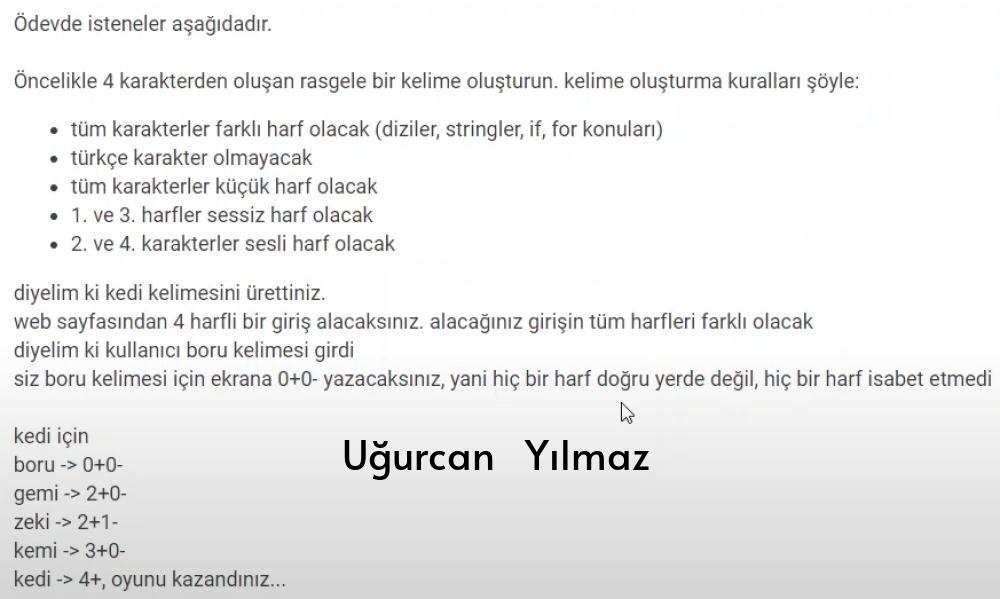 Ödevde isteneler aşağıdadır.
Öncelikle 4 karakterden oluşan rasgele bir kelime oluşturun. kelime oluşturma kuralları şöyle:
• tüm karakterler farklı harf olacak (diziler, stringler, if, for konuları)
• türkçe karakter olmayacak
• tüm karakterler küçük harf olacak
• 1. ve 3. harfler sessiz harf olacak
• 2. ve 4. karakterler sesli harf olacak
diyelim ki kedi kelimesini ürettiniz.
web sayfasından 4 harfli bir giriş alacaksınız. alacağınız girişin tüm harfleri farklı olacak
diyelim ki kullanıcı boru kelimesi girdi
siz boru kelimesi için ekrana 0+0- yazacaksınız, yani hiç bir harf doğru yerde değil, hiç bir harf isabet etmedi
kedi için
Uğurcan Yılmaz
boru -> 0+0-
gemi -> 2+0-
zeki -> 2+1-
kemi -> 3+0-
kedi -> 4+, oyunu kazandınız...